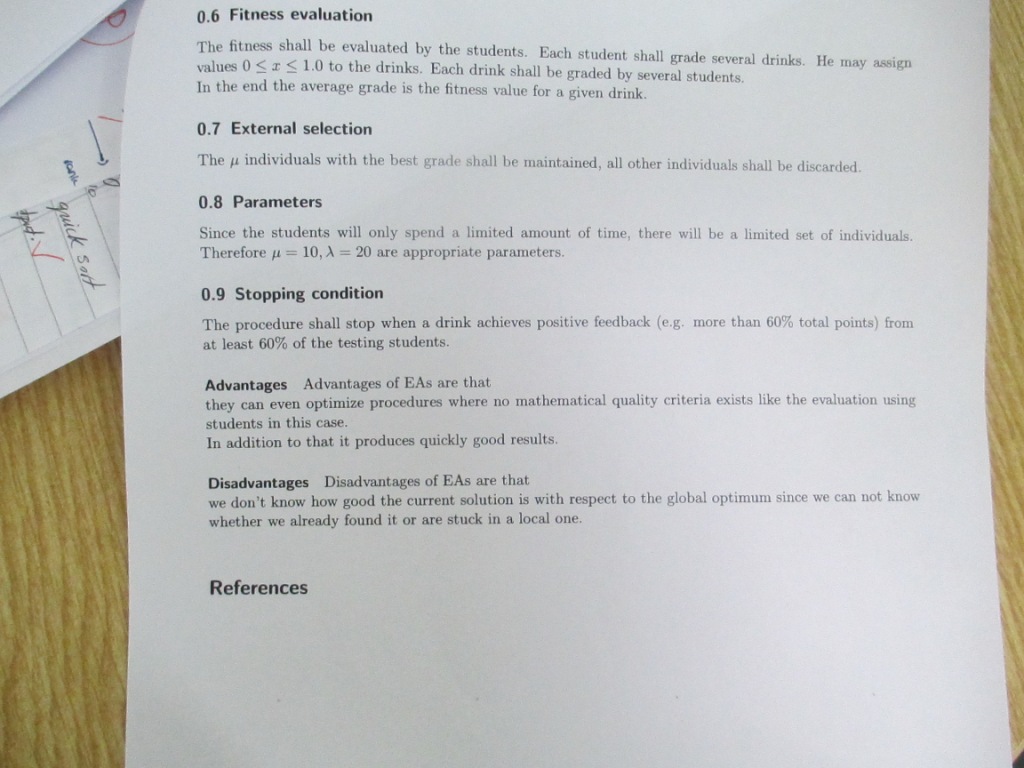 0.6 Fitness evaluation
The fitness shall be evaluated by the students. Each student shall grade several drinks. He may assign
values 0 ≤ x ≤ 1.0 to the drinks. Each drink shall be graded by several students.
In the end the average grade is the fitness value for a given drink.
0.7 External selection
The μ individuals with the best grade shall be maintained, all other individuals shall be discarded.
0.8 Parameters
Since the students will only spend a limited amount of time, there will be a limited set of individuals.
Therefore μ = 10, λ = 20 are appropriate parameters.
0.9 Stopping condition
The procedure shall stop when a drink achieves positive feedback (e.g. more than 60% total points) from
at least 60% of the testing students.
Advantages Advantages of EAs are that
they can even optimize procedures where no mathematical quality criteria exists like the evaluation using
students in this case.
In addition to that it produces quickly good results.
Disadvantages Disadvantages of EAs are that
we don't know how good the current solution is with respect to the global optimum since we can not know
whether we already found it or are stuck in a local one.
References
quick sort